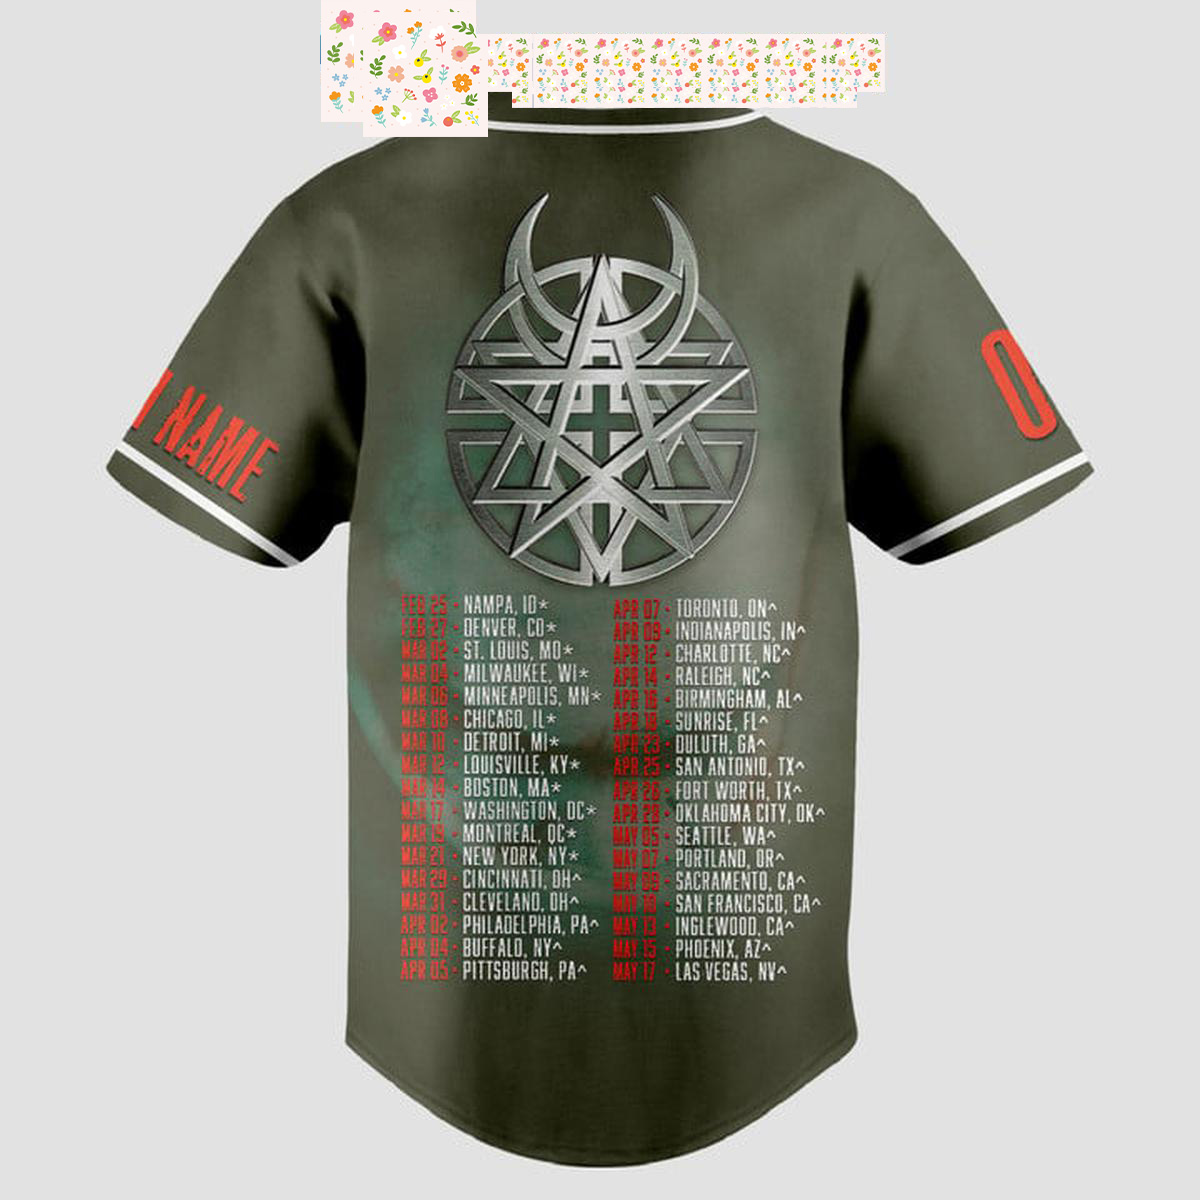 NAME
0
FEB 25 • NAMPA, ID*
FEB 27 • DENVER, CO*
MAR 02 • ST. LOUIS, MO*
MAR 04 • MILWAUKEE, WI*
MAR 06 • MINNEAPOLIS, MN*
MAR 08 • CHICAGO, IL*
MAR 10 • DETROIT, MI*
MAR 12 • LOUISVILLE, KY*
MAR 14 • BOSTON, MA*
MAR 17 • WASHINGTON, DC*
MAR 19 • MONTREAL, QC*
MAR 21 • NEW YORK, NY*
MAR 29 • CINCINNATI, OH^
MAR 31 • CLEVELAND, OH^
APR 02 • PHILADELPHIA, PA^
APR 04 • BUFFALO, NY^
APR 05 • PITTSBURGH, PA^
APR 07 • TORONTO, ON^
APR 09 • INDIANAPOLIS, IN^
APR 12 • CHARLOTTE, NC^
APR 14 • RALEIGH, NC^
APR 16 • BIRMINGHAM, AL^
APR 19 • SUNRISE, FL^
APR 23 • DULUTH, GA^
APR 25 • SAN ANTONIO, TX^
APR 26 • FORT WORTH, TX^
APR 28 • OKLAHOMA CITY, OK^
MAY 05 • SEATTLE, WA^
MAY 07 • PORTLAND, OR^
MAY 09 • SACRAMENTO, CA^
MAY 10 • SAN FRANCISCO, CA^
MAY 13 • INGLEWOOD, CA^
MAY 15 • PHOENIX, AZ^
MAY 17 • LAS VEGAS, NV^